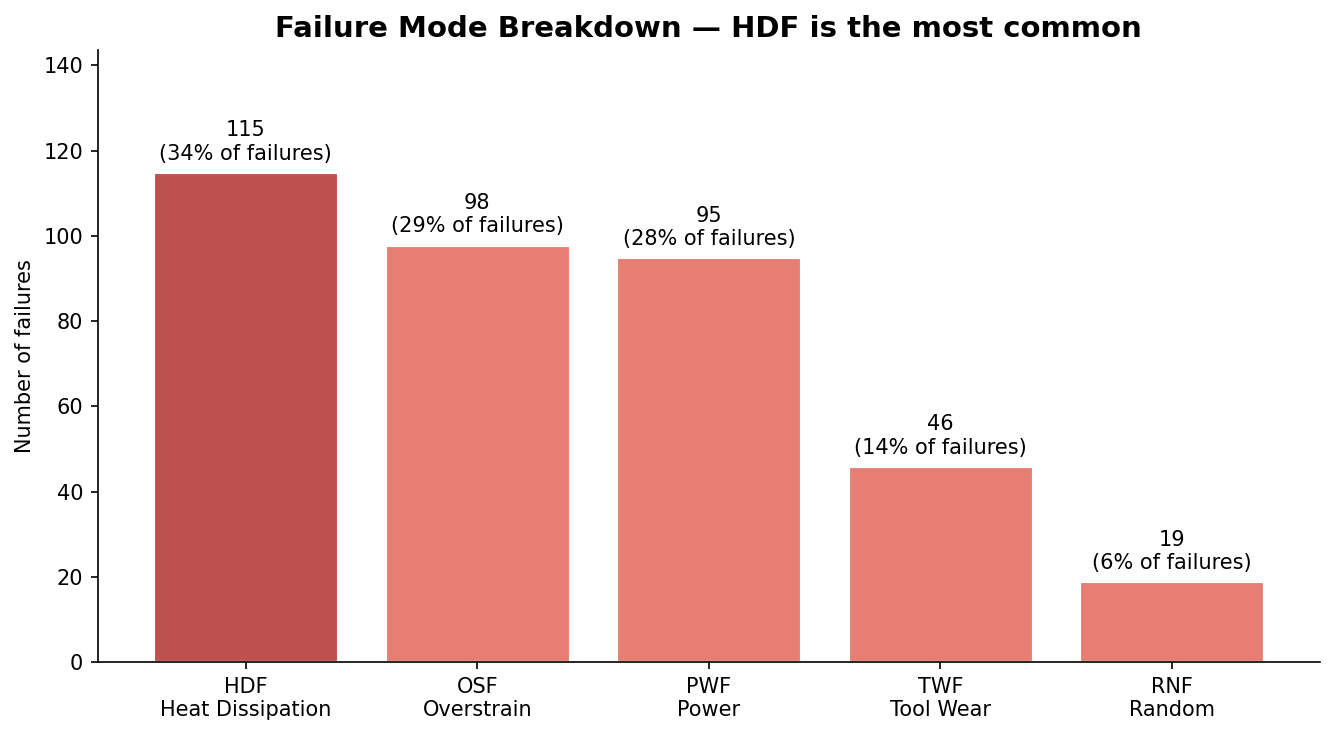 Failure Mode Breakdown — HDF is the most common
Number of failures
140
120
100
80
60
40
20
0
115
(34% of failures)
98
(29% of failures)
95
(28% of failures)
46
(14% of failures)
19
(6% of failures)
HDF
Heat Dissipation
OSF
Overstrain
PWF
Power
TWF
Tool Wear
RNF
Random